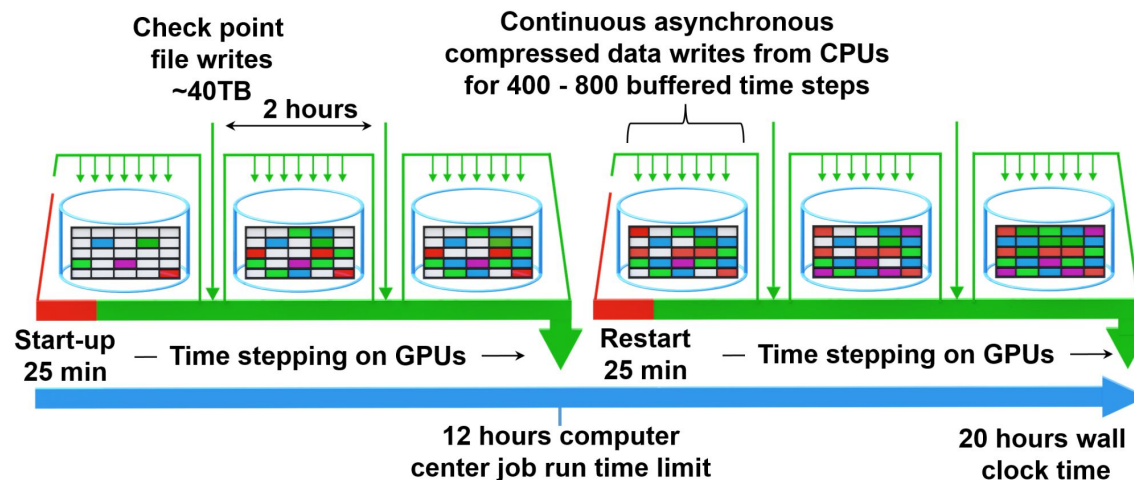 Check point
file writes
~40TB
Continuous asynchronous
compressed data writes from CPUs
for 400 - 800 buffered time steps
2 hours
Start-up
25 min
Time stepping on GPUs
Restart
25 min
Time stepping on GPUs
12 hours computer
center job run time limit
20 hours wall
clock time